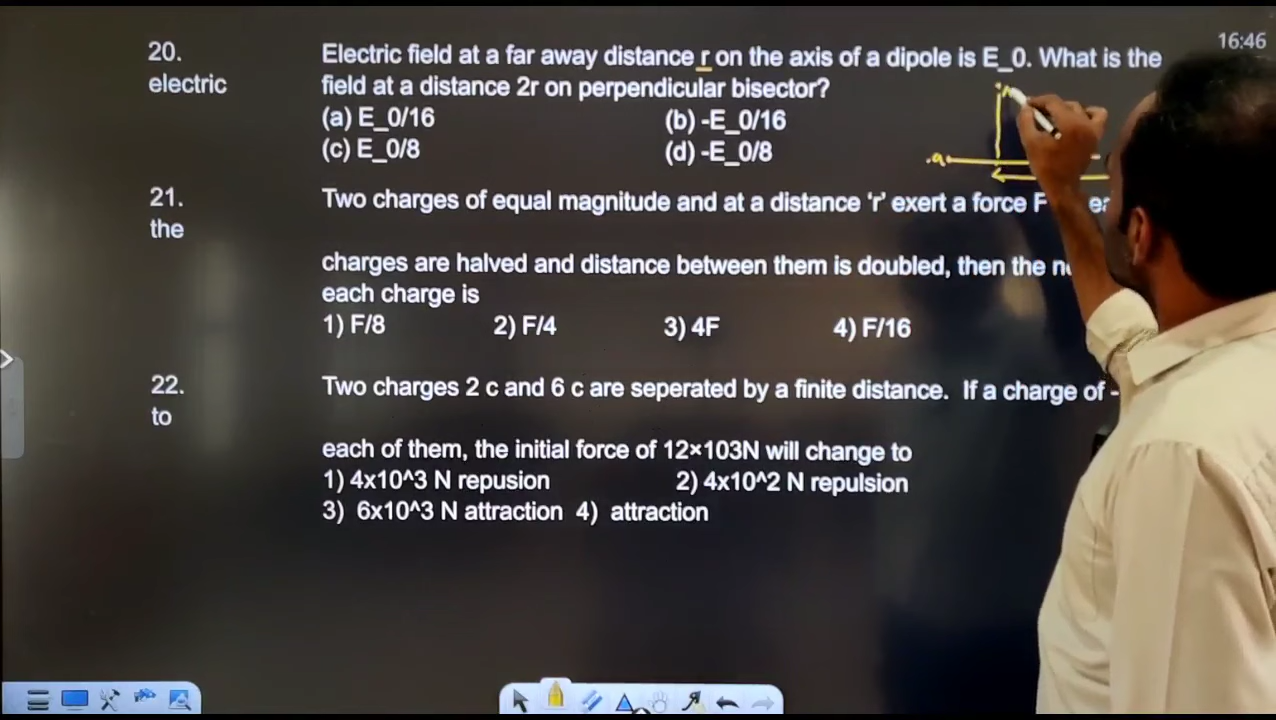 16:46
20. Electric field at a far away distance r on the axis of a dipole is E_0. What is the
electric field at a distance 2r on perpendicular bisector?
(a) E_0/16 (b) -E_0/16
(c) E_0/8 (d) -E_0/8
21. Two charges of equal magnitude and at a distance 'r' exert a force F
the
charges are halved and distance between them is doubled, then the
each charge is
1) F/8 2) F/4 3) 4F 4) F/16
22. Two charges 2 c and 6 c are seperated by a finite distance. If a charge of -
to
each of them, the initial force of 12×103N will change to
1) 4x10^3 N repusion 2) 4x10^2 N repulsion
3) 6x10^3 N attraction 4) attraction